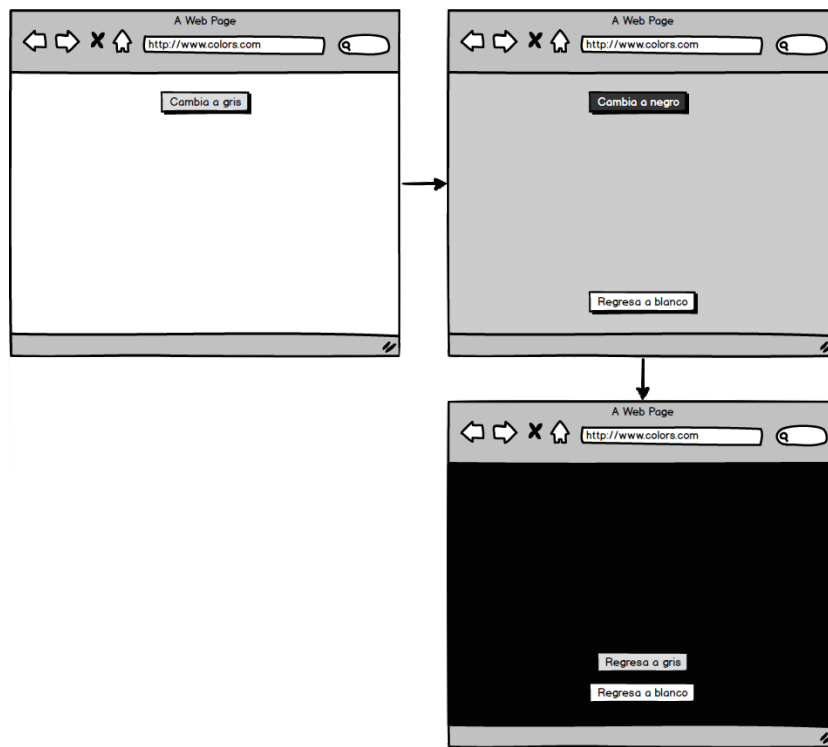 A Web Page
http://www.colors.com
Cambia a gris
A Web Page
http://www.colors.com
Cambia a negro
Regresa a blanco
A Web Page
http://www.colors.com
Regresa a gris
Regresa a blanco